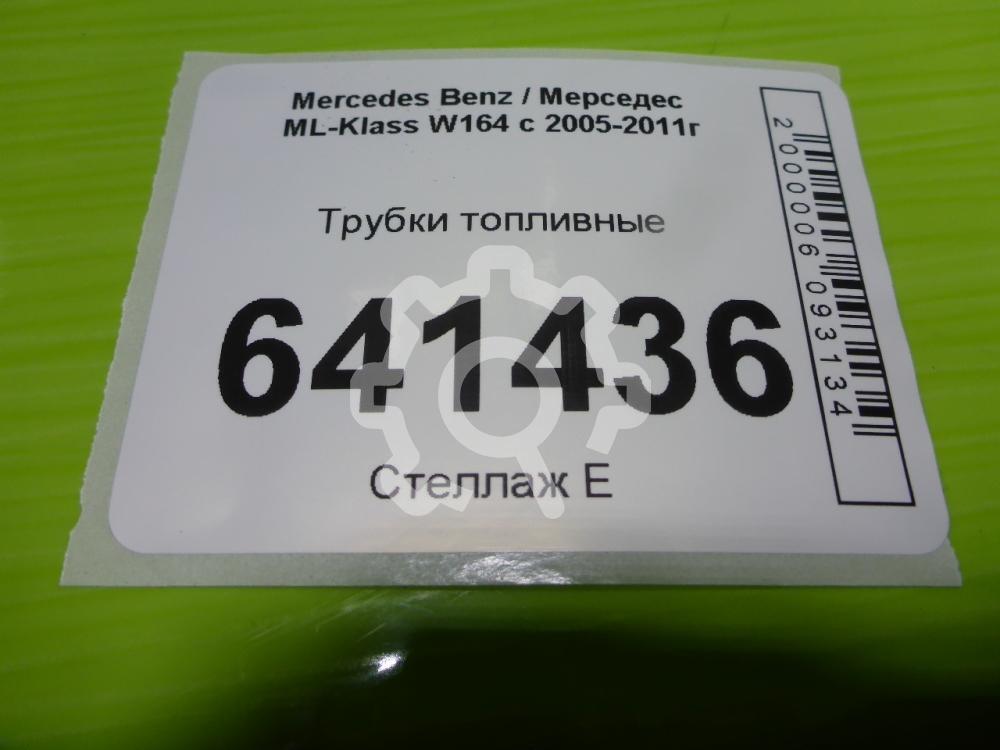 Mercedes Benz / Мерседес
ML-Klass W164 с 2005-2011г
Трубки топливные
641436
Стеллаж Е
2000006093134